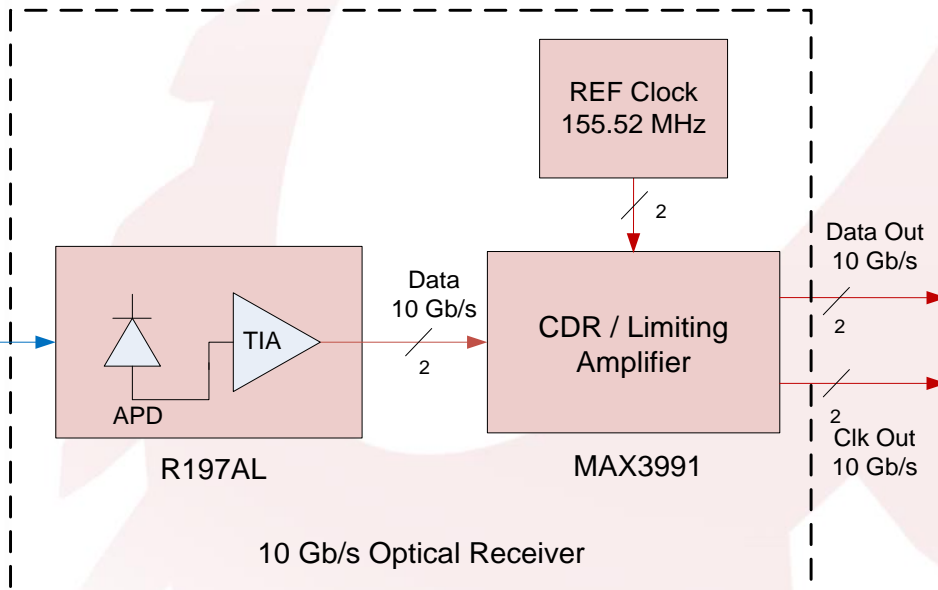 REF Clock
155.52 MHz
2
Data
10 Gb/s
2
APD
TIA
R197AL
CDR / Limiting
Amplifier
MAX3991
Data Out
10 Gb/s
2
2
Clk Out
10 Gb/s
10 Gb/s Optical Receiver